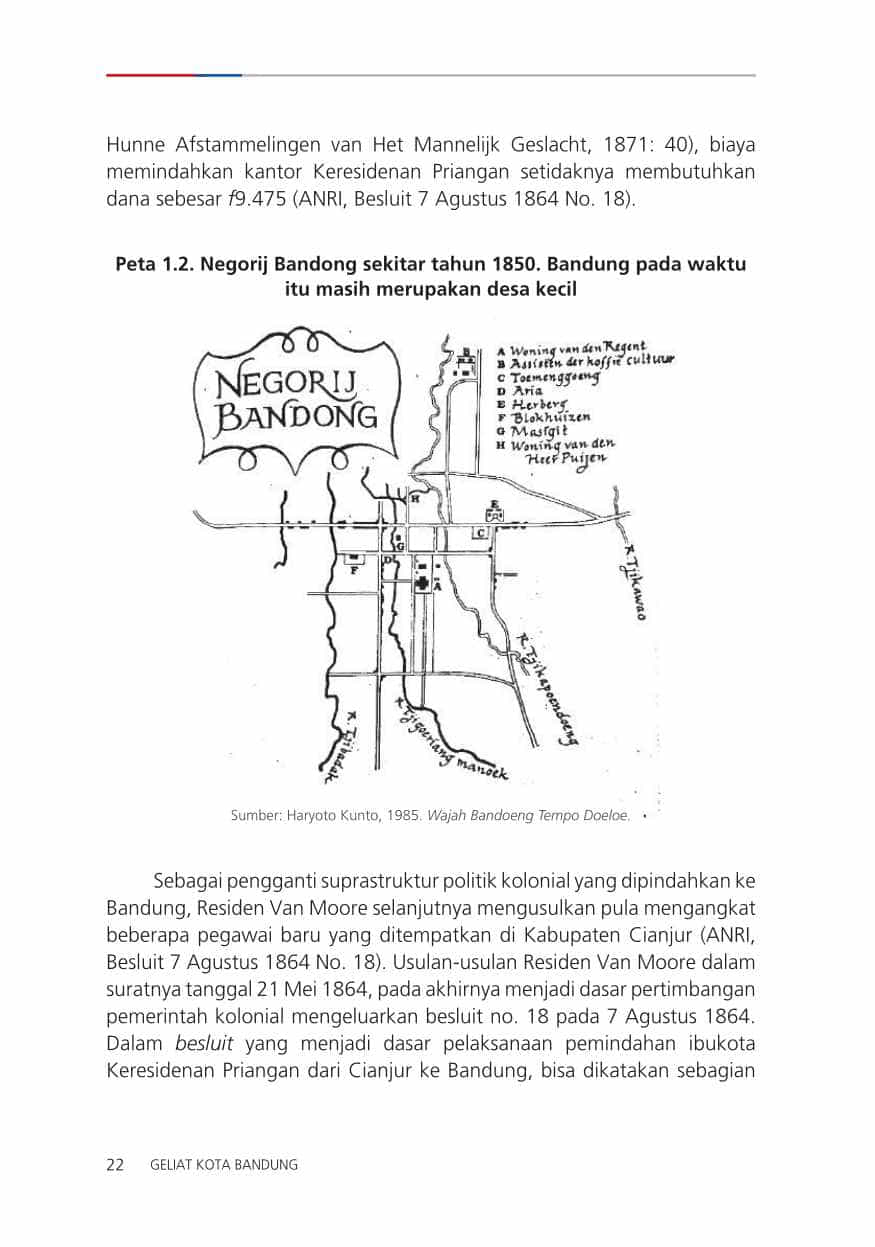 Hunne Afstammelingen van Het Mannelijk Geslacht, 1871: 40), biaya
memindahkan kantor Keresidenan Priangan setidaknya membutuhkan
dana sebesar f9.475 (ANRI, Besluit 7 Agustus 1864 No. 18).
Peta 1.2. Negorij Bandong sekitar tahun 1850. Bandung pada waktu
itu masih merupakan desa kecil
NEGORIJ
BANDONG
A Woning van den Regent
B Assistn der koffie cultuur
C Toemenggoeng
D Aria
E Herberg
F Blokhuizen
G Massigit
H Woning van den
Heer Puijen
B
H
E
C
G
F
D
A
R. Tjikawao
R. Tjikapoendoeng
R. Tjigoeriang manoek
R. Tjibadak
Sumber: Haryoto Kunto, 1985. Wajah Bandoeng Tempo Doeloe.
Sebagai pengganti suprastruktur politik kolonial yang dipindahkan ke
Bandung, Residen Van Moore selanjutnya mengusulkan pula mengangkat
beberapa pegawai baru yang ditempatkan di Kabupaten Cianjur (ANRI,
Besluit 7 Agustus 1864 No. 18). Usulan-usulan Residen Van Moore dalam
suratnya tanggal 21 Mei 1864, pada akhirnya menjadi dasar pertimbangan
pemerintah kolonial mengeluarkan besluit no. 18 pada 7 Agustus 1864.
Dalam besluit yang menjadi dasar pelaksanaan pemindahan ibukota
Keresidenan Priangan dari Cianjur ke Bandung, bisa dikatakan sebagian
22 GELIAT KOTA BANDUNG